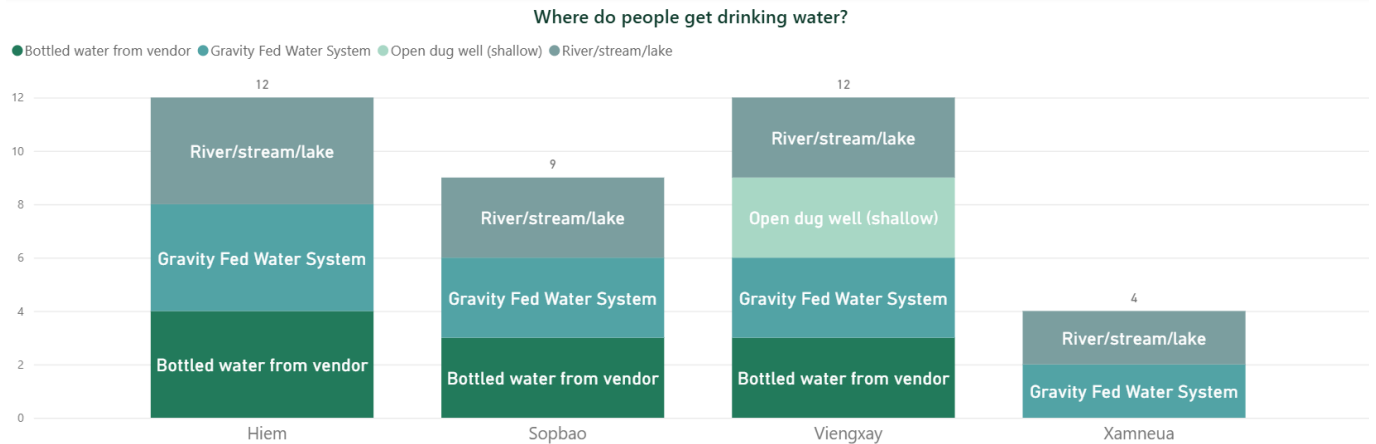 Where do people get drinking water?
Bottled water from vendor Gravity Fed Water System Open dug well (shallow) River/stream/lake
12
12
12
River/stream/lake
River/stream/lake
10
9
8
River/stream/lake
Open dug well (shallow)
Gravity Fed Water System
6
Gravity Fed Water System
Gravity Fed Water System
4
4
River/stream/lake
Bottled water from vendor
Bottled water from vendor
Bottled water from vendor
2
Gravity Fed Water System
0
Hiem Sopbao Viengxay Xamneua